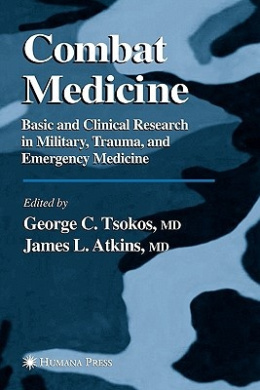 Combat
Medicine
Basic and Clinical Research
in Military, Trauma, and
Emergency Medicine
Edited by
George C. Tsokos, MD
James L. Atkins, MD
HUMANA PRESS